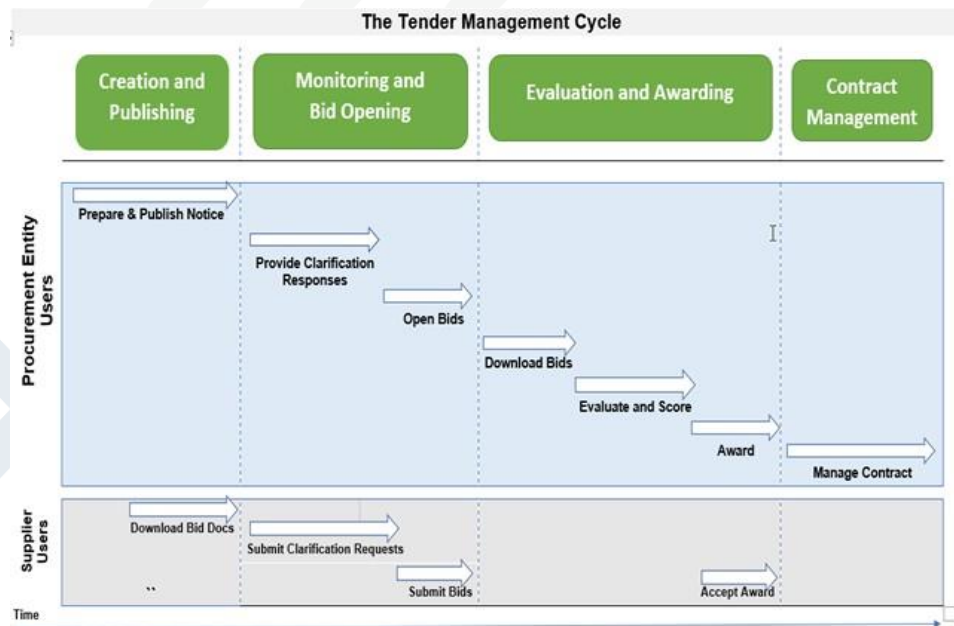 The Tender Management Cycle
Creation and
Publishing
Monitoring and
Bid Opening
Evaluation and Awarding
Contract
Management
Procurement Entity
Users
Prepare & Publish Notice
Provide Clarification
Responses
Open Bids
Download Bids
Evaluate and Score
Award
Manage Contract
Supplier
Users
Download Bid Docs
Submit Clarification Requests
Submit Bids
Accept Award
Time